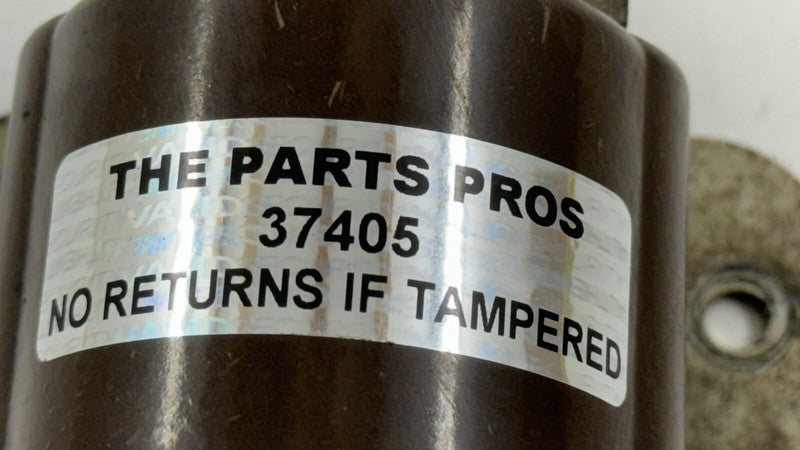 THE PARTS PROS
37405
NO RETURNS IF TAMPERED